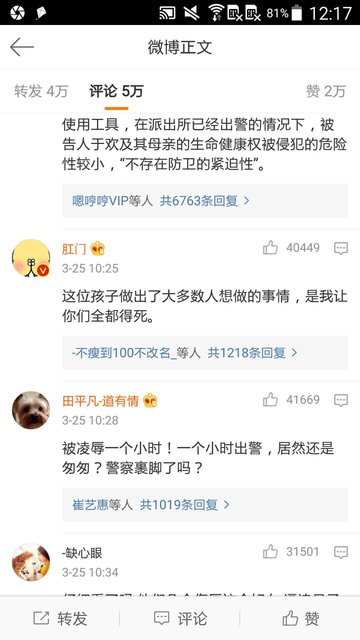 81% 12:17
微博正文
转发 4万 评论 5万 赞 2万
使用工具，在派出所已经出警的情况下，被
告人于欢及其母亲的生命健康权被侵犯的危险
性较小，“不存在防卫的紧迫性”。
嗯哼哼VIP等人 共6763条回复 >
肛门 40449
3-25 10:25
这位孩子做出了大多数人想做的事情，是我让
你们全都得死。
-不瘦到100不改名_等人 共1218条回复 >
田平凡-道有情 41669
3-25 10:28
被凌辱一个小时！一个小时出警，居然还是
匆匆？警察裹脚了吗？
崔艺惠等人 共1019条回复 >
-缺心眼 31501
3-25 10:34
转发 评论 赞